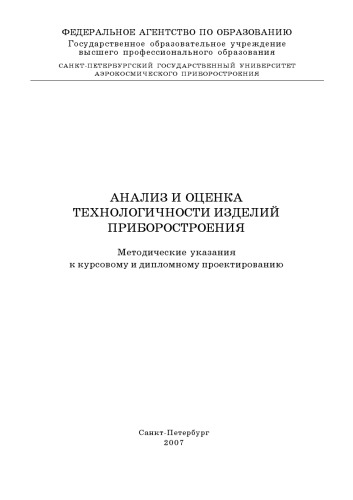 ФЕДЕРАЛЬНОЕ АГЕНТСТВО ПО ОБРАЗОВАНИЮ
Государственное образовательное учреждение
высшего профессионального образования
САНКТ-ПЕТЕРБУРГСКИЙ ГОСУДАРСТВЕННЫЙ УНИВЕРСИТЕТ
АЭРОКОСМИЧЕСКОГО ПРИБОРОСТРОЕНИЯ
АНАЛИЗ И ОЦЕНКА
ТЕХНОЛОГИЧНОСТИ ИЗДЕЛИЙ
ПРИБОРОСТРОЕНИЯ
Методические указания
к курсовому и дипломному проектированию
Санкт-Петербург
2007